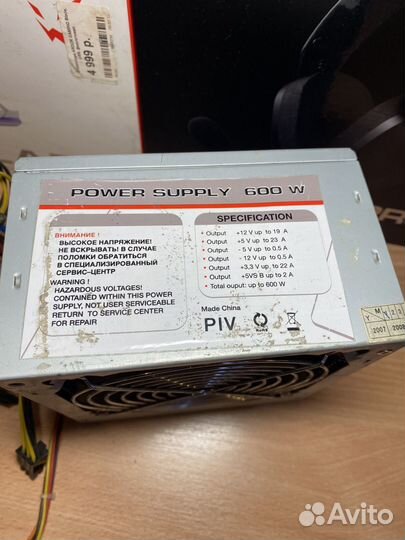 4 999 р.
POWER SUPPLY 600 W
ВНИМАНИЕ !
ВЫСОКОЕ НАПРЯЖЕНИЕ!
НЕ ВСКРЫВАТЬ! В СЛУЧАЕ
ПОЛОМКИ ОБРАТИТЬСЯ
В СПЕЦИАЛИЗИРОВАННЫЙ
СЕРВИС-ЦЕНТР
WARNING !
HAZARDOUS VOLTAGES!
CONTAINED WITHIN THIS POWER
SUPPLY, NOT USER SERVICEABLE
RETURN TO SERVICE CENTER
FOR REPAIR
SPECIFICATION
• Output +12 V up to 19 A
• Output +5 V up to 23 A
• Output - 5 V up to 0.5 A
• Output - 12 V up to 0.5 A
• Output +3,3 V up to 22 A
• Output +5VS B up to 2 A
• Total ouput: up to 600 W
Made China
PIV
2007 2008
Avito